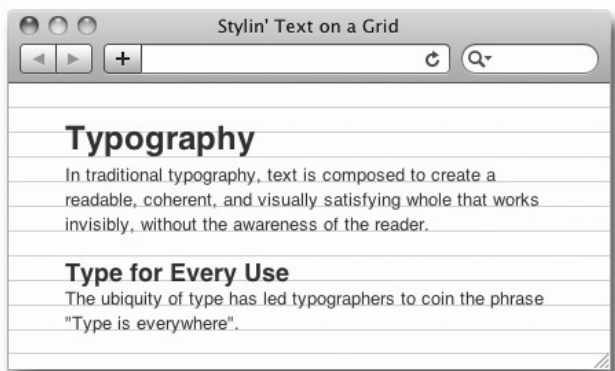 Stylin' Text on a Grid
Typography
In traditional typography, text is composed to create a
readable, coherent, and visually satisfying whole that works
invisibly, without the awareness of the reader.
Type for Every Use
The ubiquity of type has led typographers to coin the phrase
"Type is everywhere".